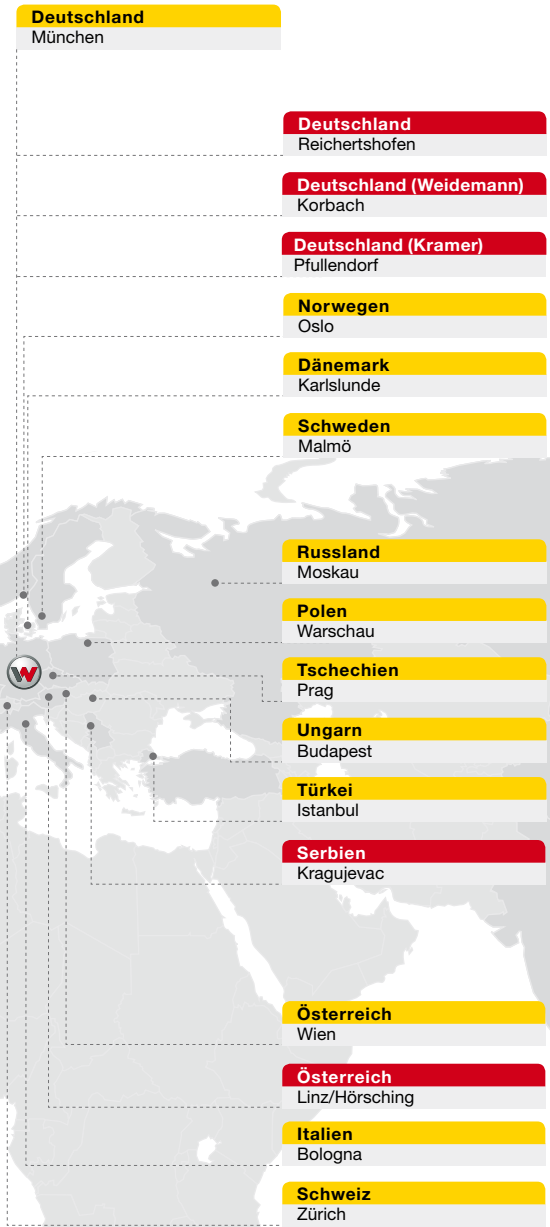 Deutschland
München
Deutschland
Reichertshofen
Deutschland (Weidemann)
Korbach
Deutschland (Kramer)
Pfullendorf
Norwegen
Oslo
Dänemark
Karlslunde
Schweden
Malmö
Russland
Moskau
Polen
Warschau
Tschechien
Prag
Ungarn
Budapest
Türkei
Istanbul
Serbien
Kragujevac
Österreich
Wien
Österreich
Linz/Hörsching
Italien
Bologna
Schweiz
Zürich